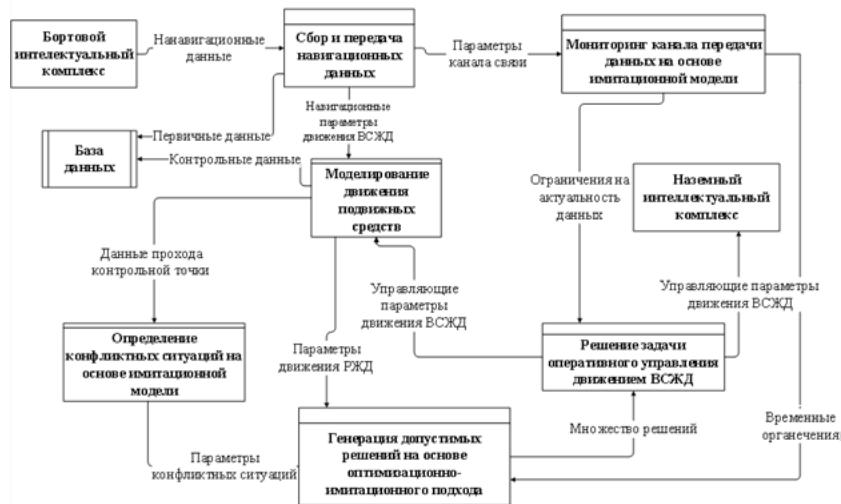 Бортовой
интелектуальный
комплекс
Нанавигационные
данные
Сбор и передача
навигационных
данных
Параметры
канала связи
Мониторинг канала передачи
данных на основе
имитационной модели
Навигационные
параметры
движения ВСЖД
Первичные данные
Контрольные данные
База
данных
Моделирование
движения
подвижных
средств
Ограничения на
актуальность
данных
Наземный
интеллектуальный
комплекс
Данные прохода
контрольной точки
Управляющие
параметры
движения ВСЖД
Управляющие параметры
движения ВСЖД
Определение
конфликтных ситуаций на
основе имитационной
модели
Параметры
движения РЖД
Решение задачи
оперативного управления
движением ВСЖД
Параметры
конфликтных ситуаций
Генерация допустимых
решений на основе
оптимизационно-
имитационного подхода
Множество решений
Временные
органечения